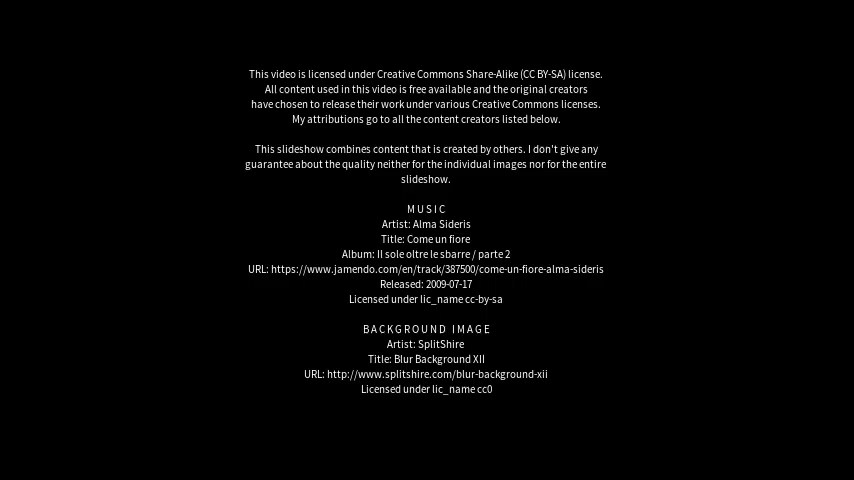 This video is licensed under Creative Commons Share-Alike (CC BY-SA) license.
All content used in this video is free available and the original creators
have chosen to release their work under various Creative Commons licenses.
My attributions go to all the content creators listed below.
This slideshow combines content that is created by others. I don't give any
guarantee about the quality neither for the individual images nor for the entire
slideshow.
MUSIC
Artist: Alma Sideris
Title: Come un fiore
Album: Il sole oltre le sbarre / parte 2
URL: https://www.jamendo.com/en/track/387500/come-un-fiore-alma-sideris
Released: 2009-07-17
Licensed under lic_name cc-by-sa
BACKGROUND IMAGE
Artist: SplitShire
Title: Blur Background XII
URL: http://www.splitshire.com/blur-background-xii
Licensed under lic_name cc0